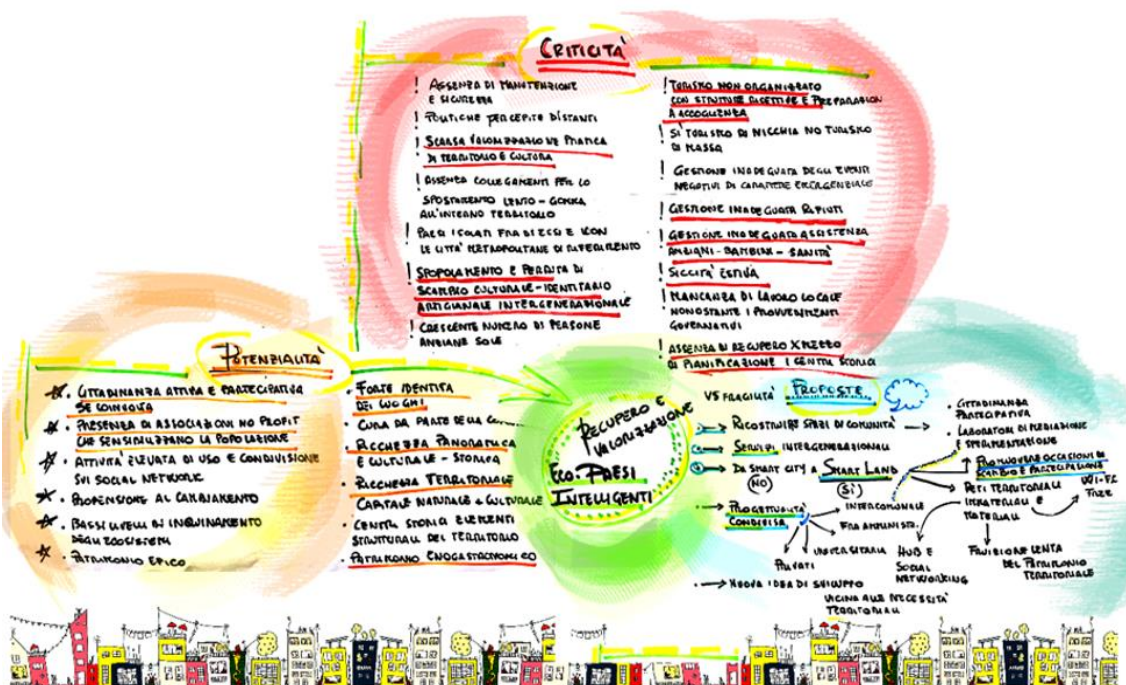 CRITICITÀ
! ASSENZA DI MANUTENZIONE
E SICUREZZA
! POLITICHE PERCEPITE DISTANTI
! SCARSA VALORIZZAZIONE PRATICA
DI TERRITORIO E CULTURA
! ASSENZA COLLEGAMENTI PER LO
SPOSTAMENTO LENTO - GOMMA
ALL'INTERNO TERRITORIO
! PAESI ISOLATI FRA DI ESSI E CON
LE CITTÀ METROPOLITANE DI RIFERIMENTO
! SPOPOLAMENTO E PERDITA DI
SCAMBIO CULTURALE - IDENTITARIO
ARTIGIANALE INTERGENERAZIONALE
! CRESCENTE NUMERO DI PERSONE
ANZIANE SOLE
! TURISMO NON ORGANIZZATO
CON STRUTTURE RICETTIVE E PREPARAZION
A ACCOGLIENZA
! SÌ TURISMO DI NICCHIA NO TURISMO
DI MASSA
! GESTIONE INADEGUATA DEGLI EVENTI
NEGATIVI DI CARATTERE EMERGENZIALE
! GESTIONE INADEGUATA RIFIUTI
! GESTIONE INADEGUATA ASSISTENZA
ANZIANI - BAMBINI - SANITÀ
! SICCITÀ ESTIVA
! MANCANZA DI LAVORO LOCALE
NONOSTANTE I PROVVEDIMENTI
GOVERNATIVI
! ASSENZA DI RECUPERO X MEZZO
DI PIANIFICAZIONE I CENTRI STORICI
POTENZIALITÀ
• CITTADINANZA ATTIVA E PARTECIPATIVA
SE COINVOLTA
• PRESENZA DI ASSOCIAZIONI NO PROFIT
CHE SENSIBILIZZANO LA POPOLAZIONE
• ATTIVITÀ ELEVATA DI USO E CONDIVISIONE
SUI SOCIAL NETWORK
• PROPENSIONE AL CAMBIAMENTO
• BASSI LIVELLI DI INQUINAMENTO
DEGLI ECOSISTEMI
• PATRIMONIO EPICO
• FORTE IDENTITÀ
DEI LUOGHI
• CURA DA PARTE DELLA
• RICCHEZZA PANORAMICA
E CULTURALE - STORICA
• RICCHEZZA TERRITORIALE
CAPITALE NATURALE + CULTURALE
• CENTRI STORICI ELEMENTI
STRUTTURALI DEL TERRITORIO
• PATRIMONIO ENOGASTRONOMICO
RECUPERO E
VALORIZZAZIONE
ECO-PAESI
INTELLIGENTI
VS FRAGILITÀ PROPOSTE
RICOSTRUIRE SPAZI DI COMUNITÀ
SERVIZI INTERGENERAZIONALI
DA SMART CITY A SMART LAND
(NO) (SÌ)
PROGETTUALITÀ
CONDIVISA
INTERCOMUNALE
FRA AMMINISTR.
UNIVERSITARIA
PRIVATI
• NUOVA IDEA DI SVILUPPO
VICINA ALLE NECESSITÀ
TERRITORIALI
• CITTADINANZA
PARTECIPATIVA
• LABORATORI DI MEDIAZIONE
E SPERIMENTAZIONE
• PROMUOVERE OCCASIONI DI
SCAMBIO E PARTECIPAZIONE
• RETI TERRITORIALI
IMMATERIALI E
MATERIALI
WI-FI
FREE
HUB E
SOCIAL
NETWORKING
FRUIZIONE LENTA
DEL PATRIMONIO
TERRITORIALE